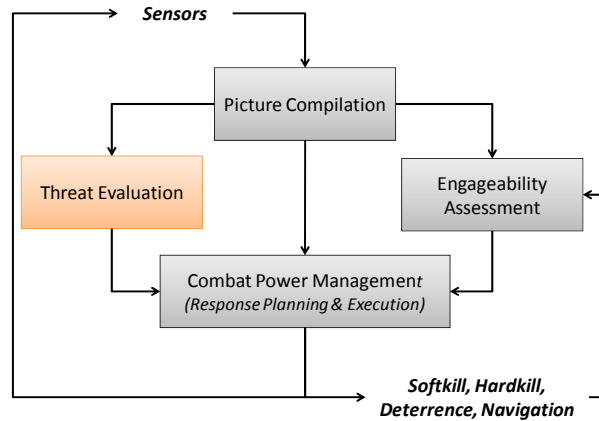 Sensors
Picture Compilation
Threat Evaluation
Engageability
Assessment
Combat Power Management
(Response Planning & Execution)
Softkill, Hardkill,
Deterrence, Navigation